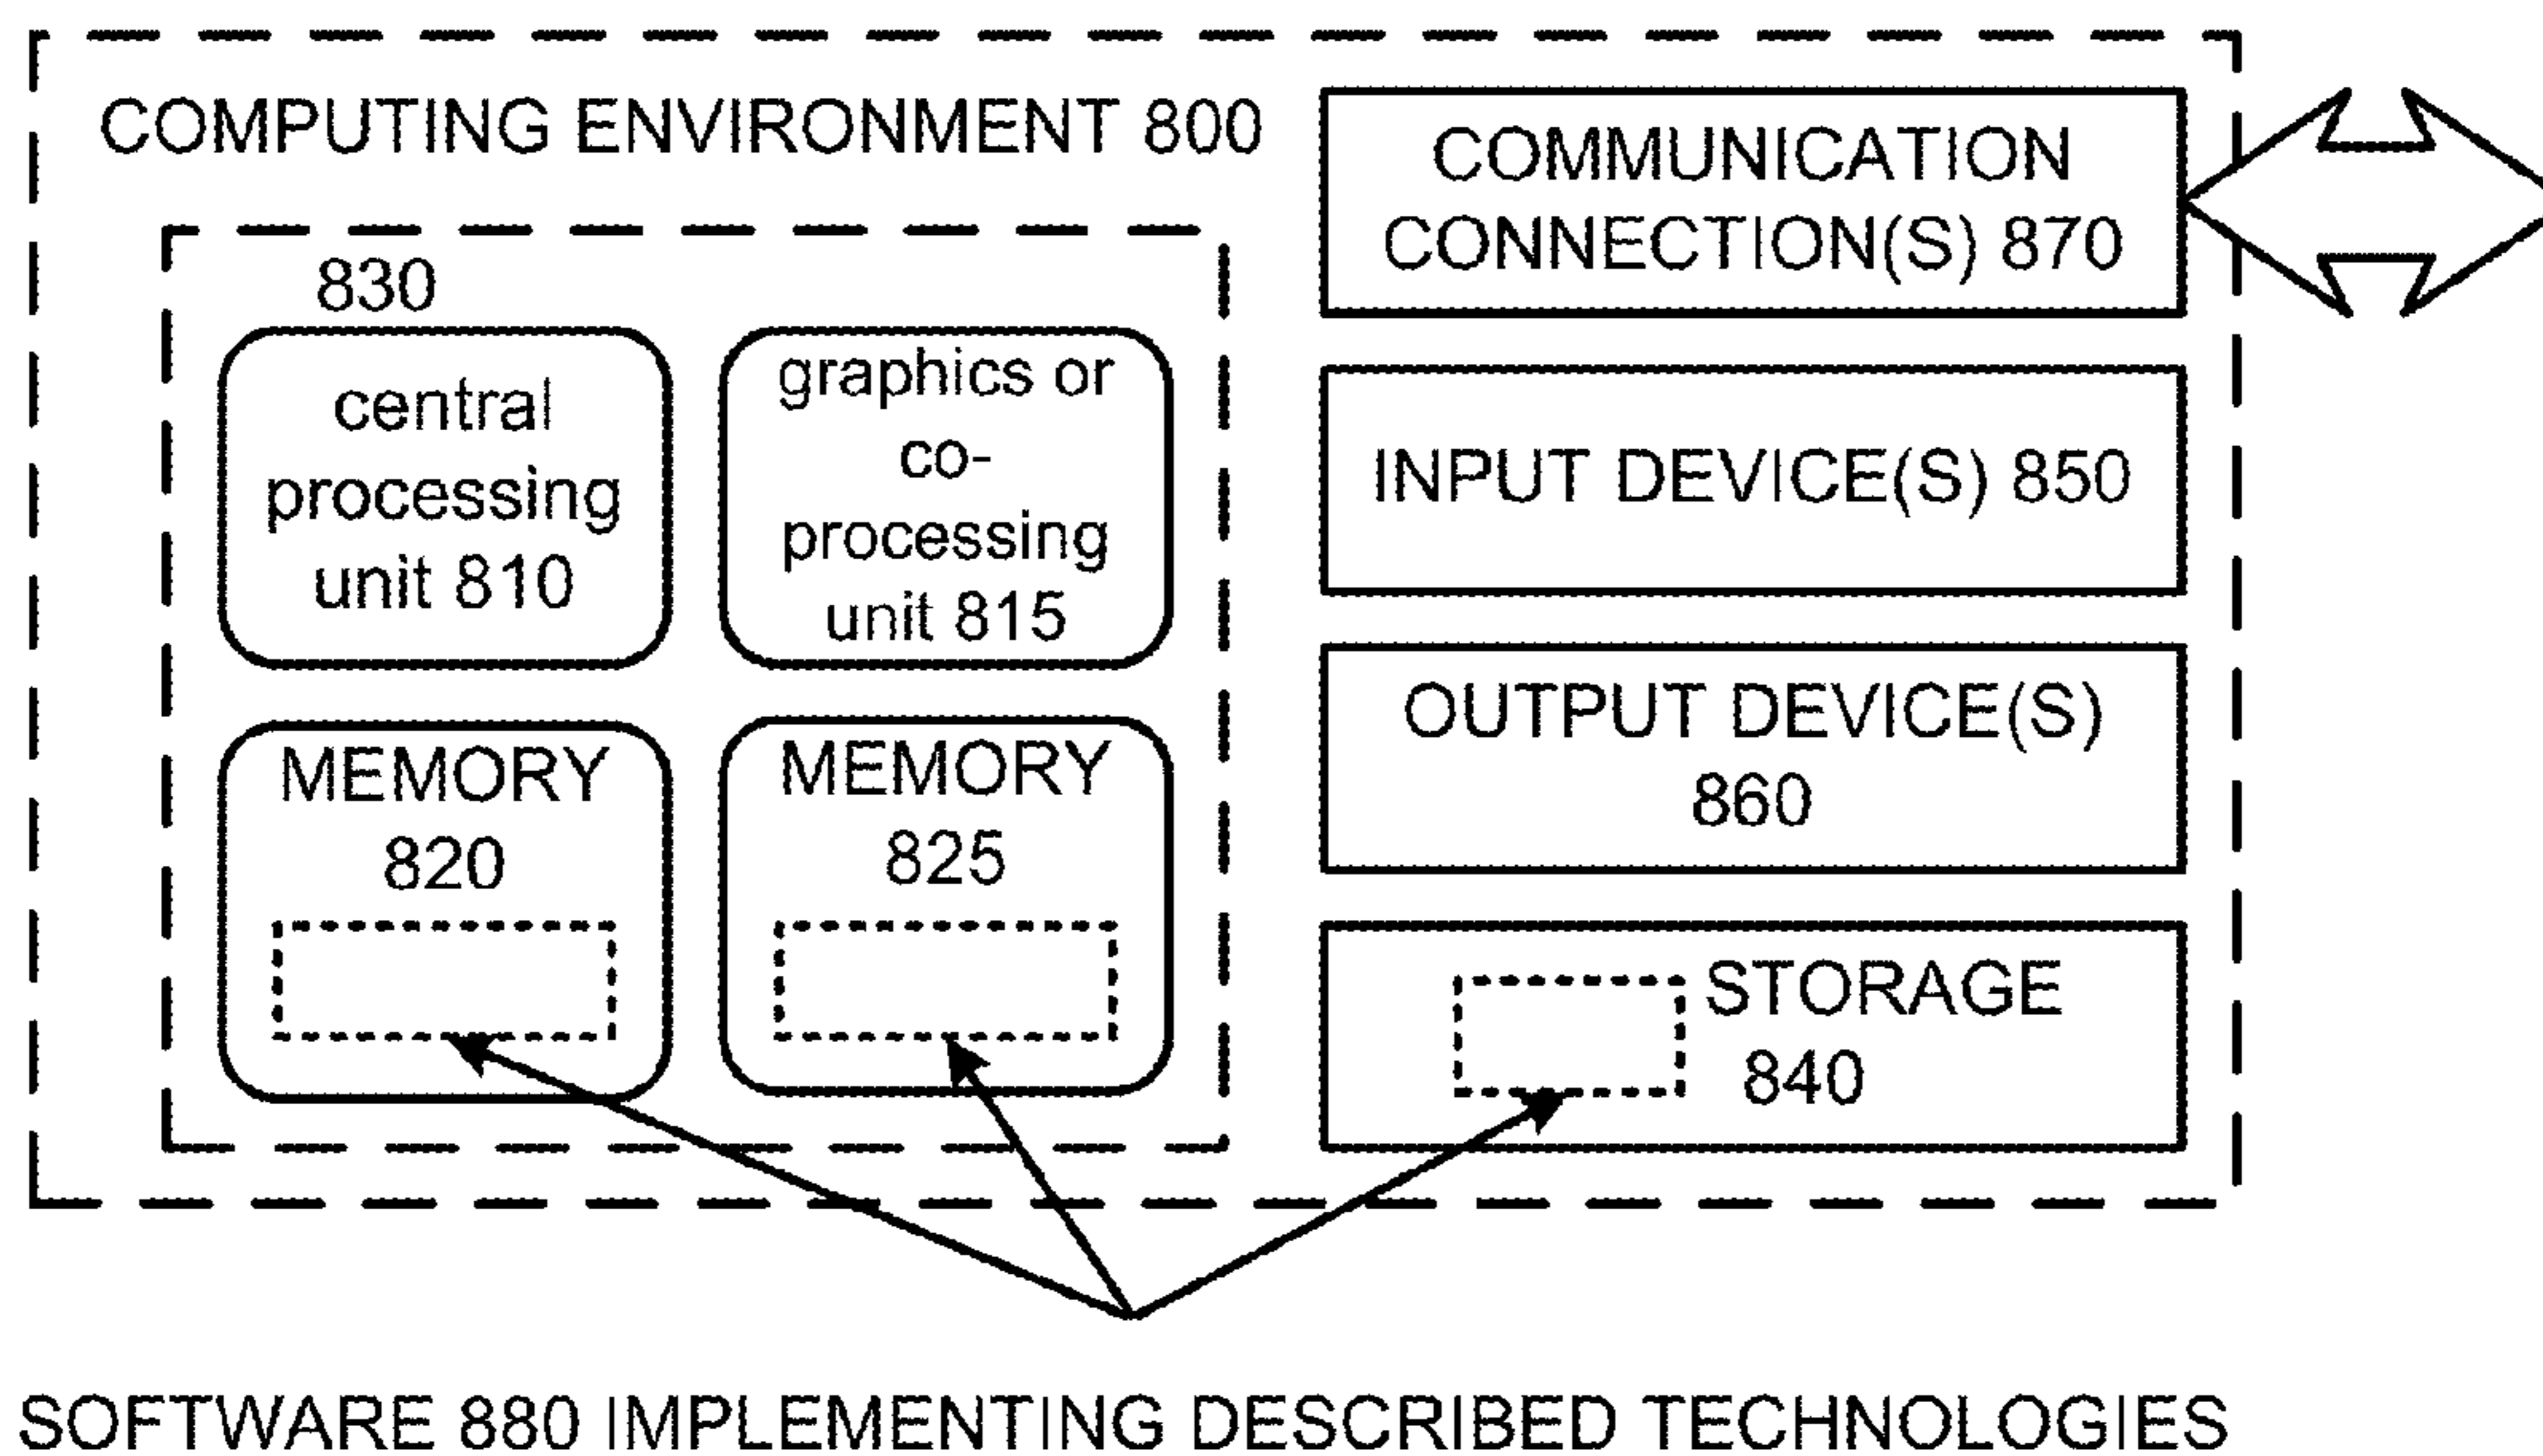 COMPUTING ENVIRONMENT 800
830
central
processing
unit 810
graphics or
co-
processing
unit 815
MEMORY
820
MEMORY
825
COMMUNICATION
CONNECTION(S) 870
INPUT DEVICE(S) 850
OUTPUT DEVICE(S)
860
STORAGE
840
SOFTWARE 880 IMPLEMENTING DESCRIBED TECHNOLOGIES